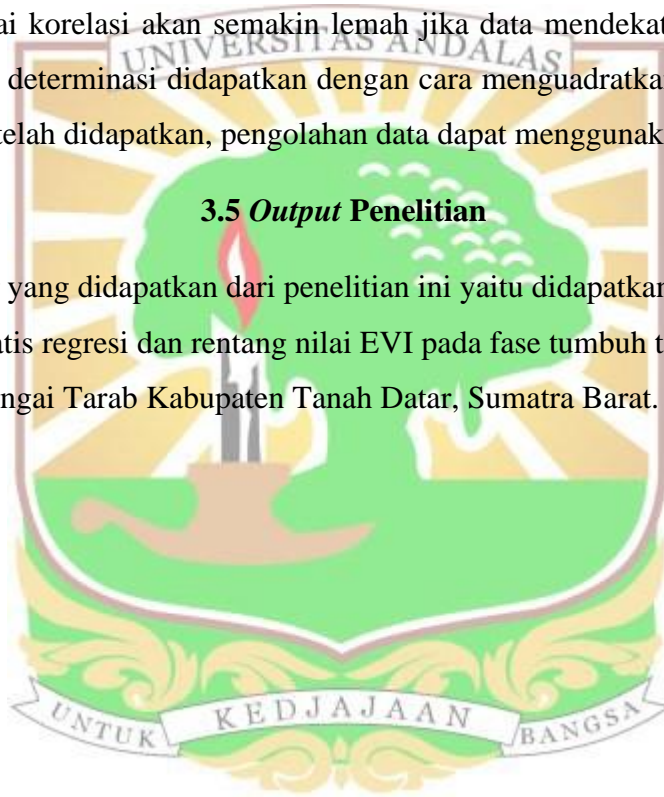 ai korelasi akan semakin lemah jika data mendekat
UNIVERSITAS ANDALAS
determinasi didapatkan dengan cara menguadratka
telah didapatkan, pengolahan data dapat menggunak
3.5 Output Penelitian
yang didapatkan dari penelitian ini yaitu didapatkan
atis regresi dan rentang nilai EVI pada fase tumbuh t
ngai Tarab Kabupaten Tanah Datar, Sumatra Barat.
UNTUK KEDJAJAAN BANGSA